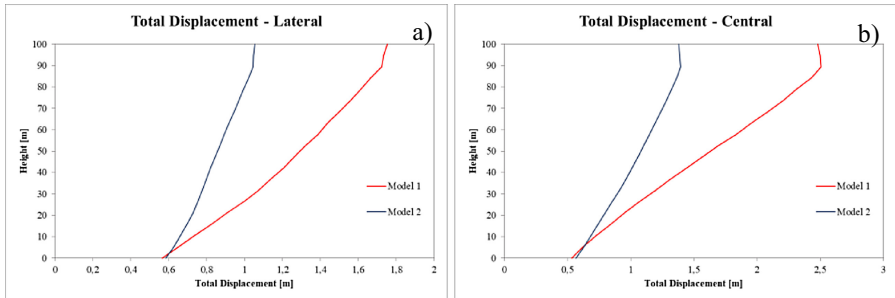 Total Displacement - Lateral
a)
100
90
80
70
60
50
40
30
20
10
0
Height [m]
Model 1
Model 2
0 0,2 0,4 0,6 0,8 1 1,2 1,4 1,6 1,8 2
Total Displacement [m]
Total Displacement - Central
b)
100
90
80
70
60
50
40
30
20
10
0
Height [m]
Model 1
Model 2
0 0,5 1 1,5 2 2,5 3
Total Displacement [m]